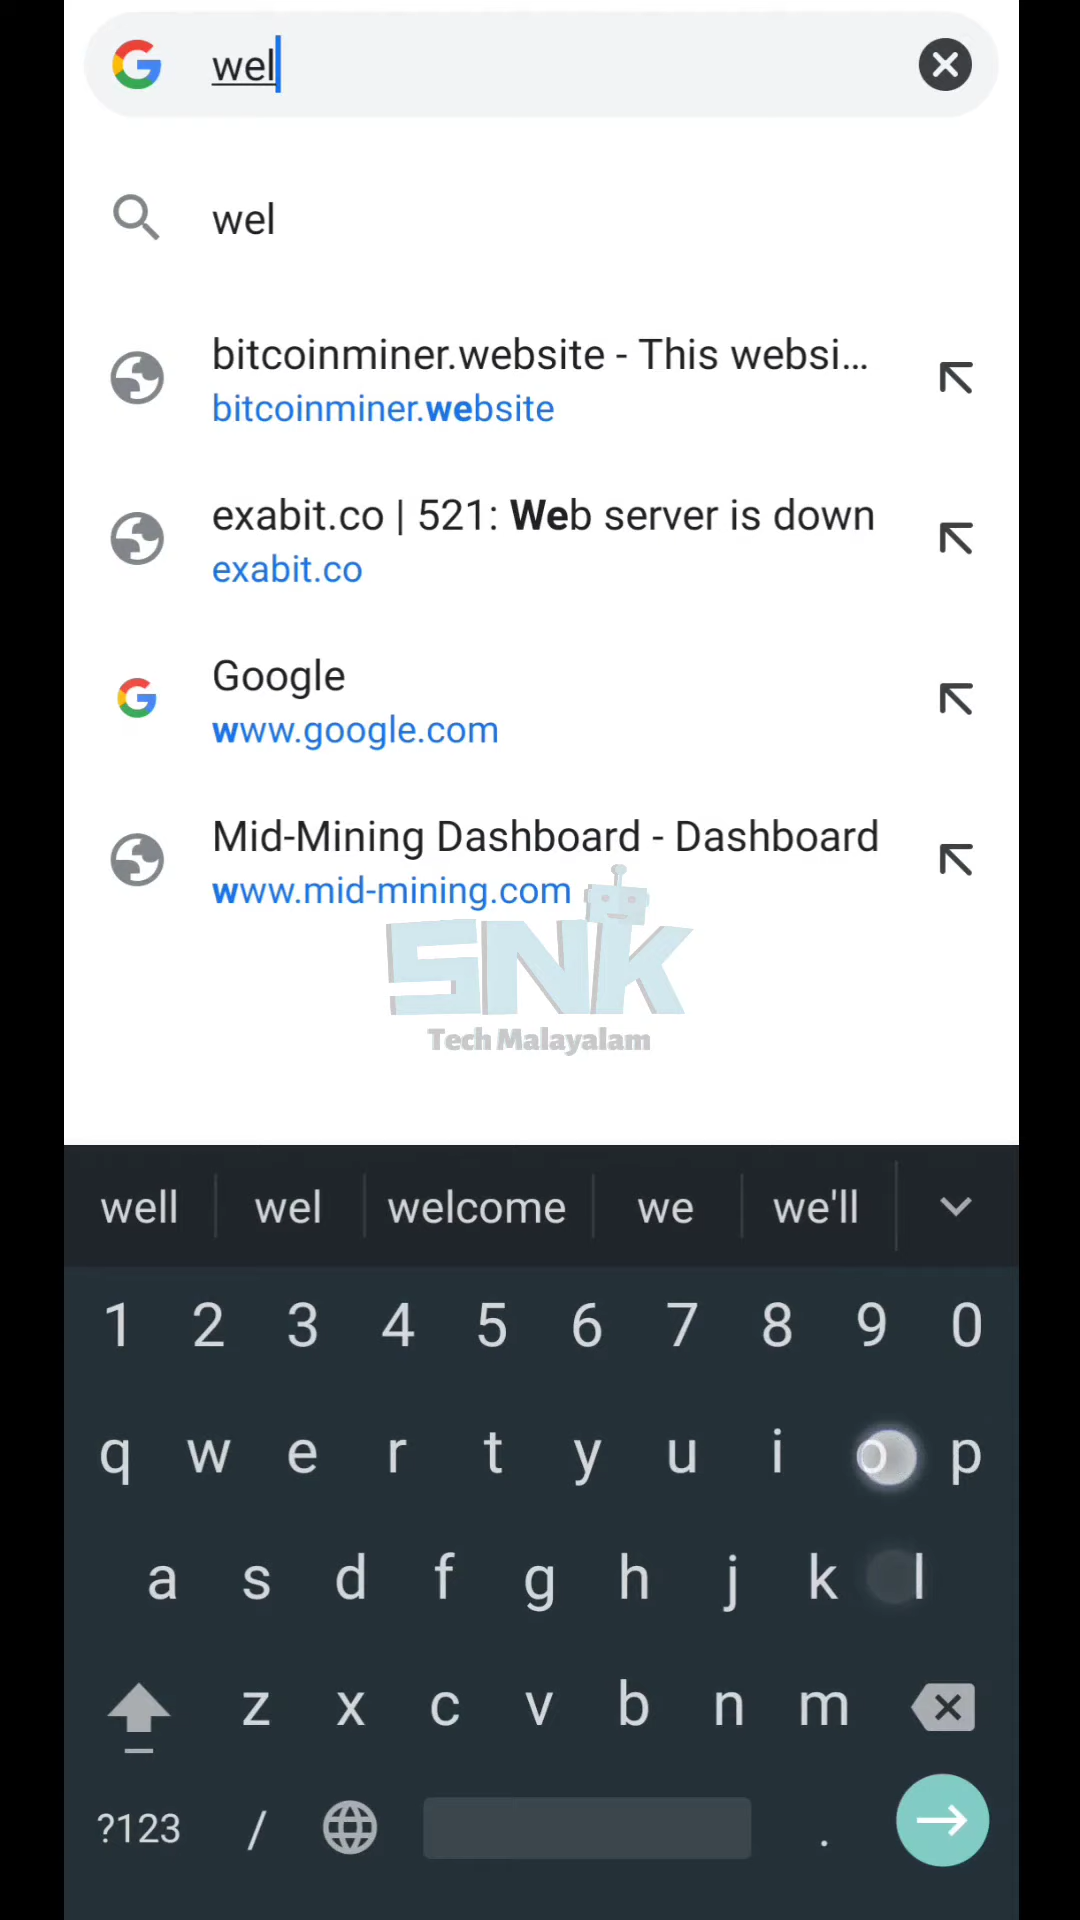 wel
wel
bitcoinminer.website - This websi...
bitcoinminer.website
exabit.co | 521: Web server is down
exabit.co
Google
www.google.com
Mid-Mining Dashboard - Dashboard
www.mid-mining.com
SNK
Tech Malayalam
well wel welcome we we'll
1 2 3 4 5 6 7 8 9 0
q w e r t y u i o p
a s d f g h j k l
z x c v b n m
?123 / .